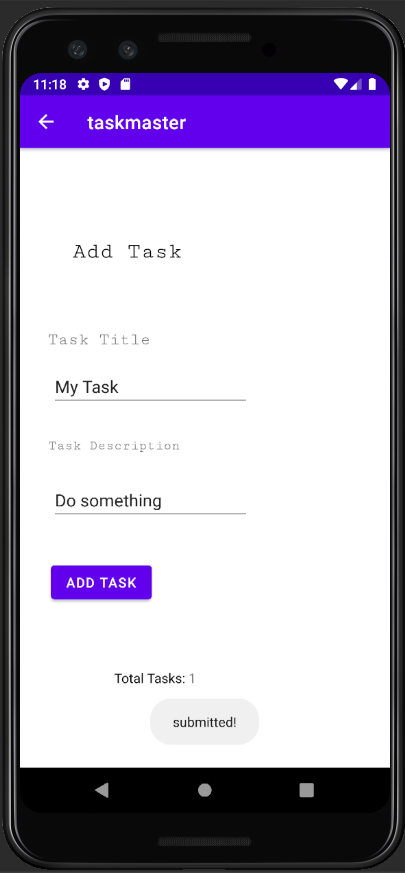 11:18
taskmaster
Add Task
Task Title
My Task
Task Description
Do something
ADD TASK
Total Tasks: 1
submitted!